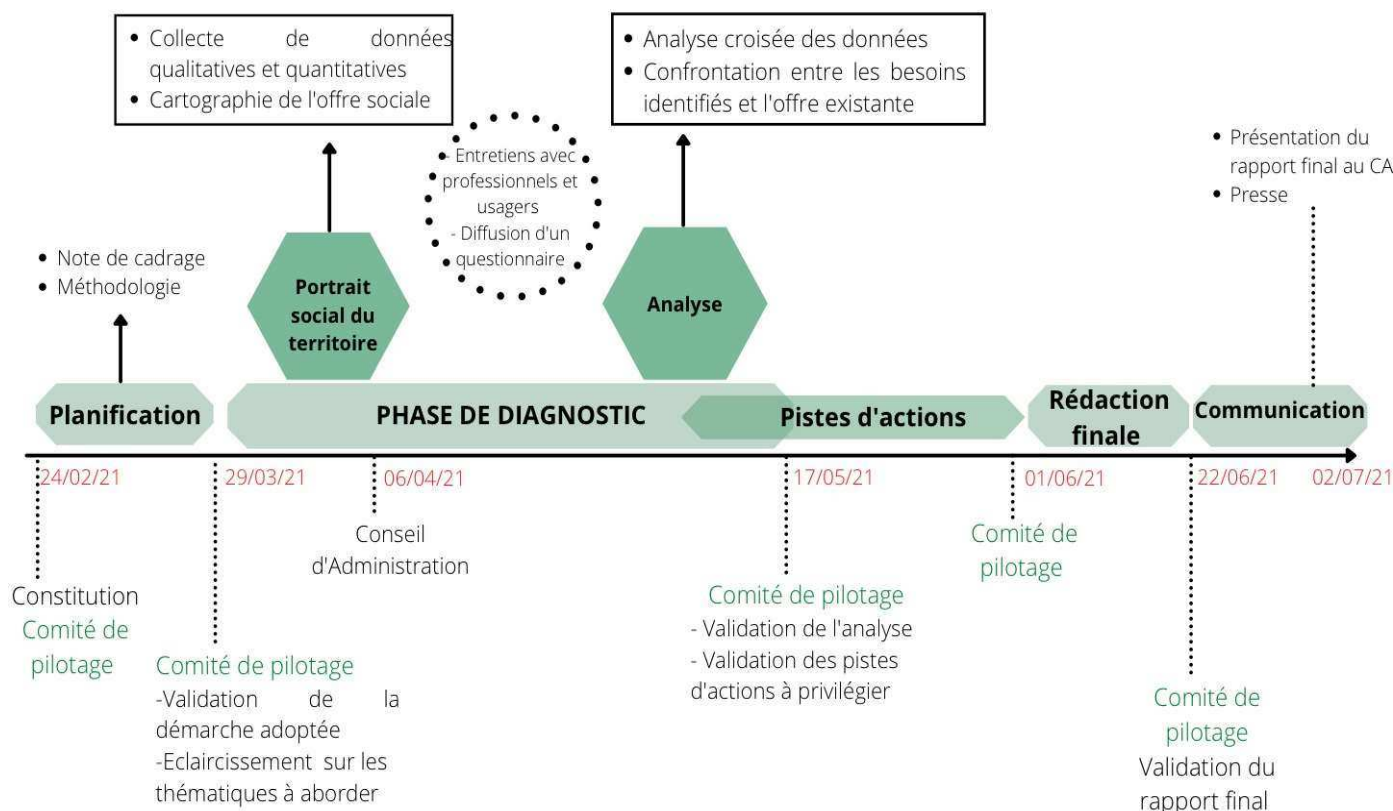 • Collecte de données
qualitatives et quantitatives
• Cartographie de l'offre sociale
• Analyse croisée des données
• Confrontation entre les besoins
identifiés et l'offre existante
- Entretiens avec
professionnels et
usagers
- Diffusion d'un
questionnaire
• Présentation du
rapport final au CA
• Presse
• Note de cadrage
• Méthodologie
Portrait
social du
territoire
Analyse
Planification
PHASE DE DIAGNOSTIC
Pistes d'actions
Rédaction
finale
Communication
24/02/21
29/03/21
06/04/21
17/05/21
01/06/21
22/06/21
02/07/21
Constitution
Comité de
pilotage
Comité de pilotage
-Validation de la
démarche adoptée
-Eclaircissement sur les
thématiques à aborder
Conseil
d'Administration
Comité de pilotage
- Validation de l'analyse
- Validation des pistes
d'actions à privilégier
Comité de
pilotage
Comité de
pilotage
Validation du
rapport final